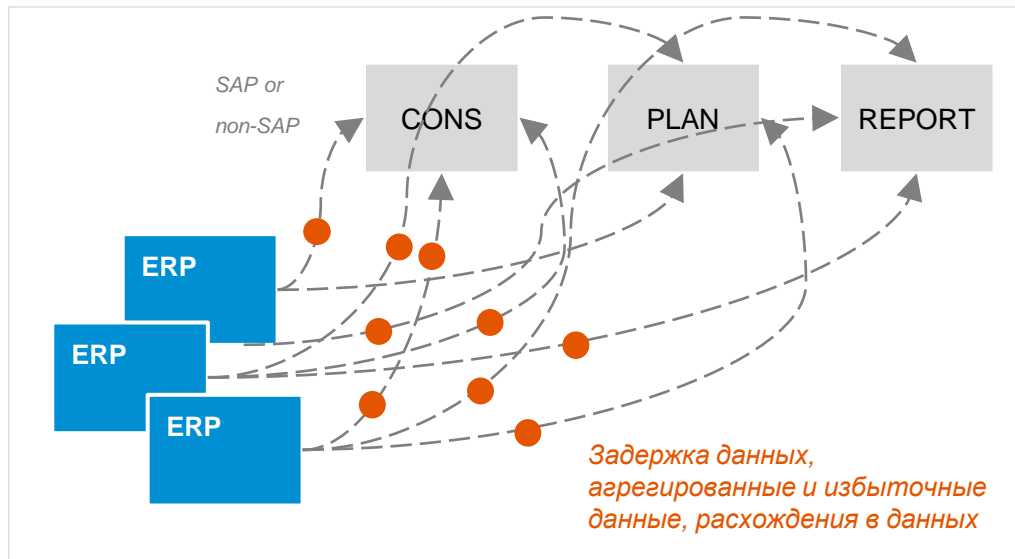 SAP or
non-SAP
CONS
PLAN
REPORT
ERP
ERP
ERP
Задержка данных,
агрегированные и избыточные
данные, расхождения в данных